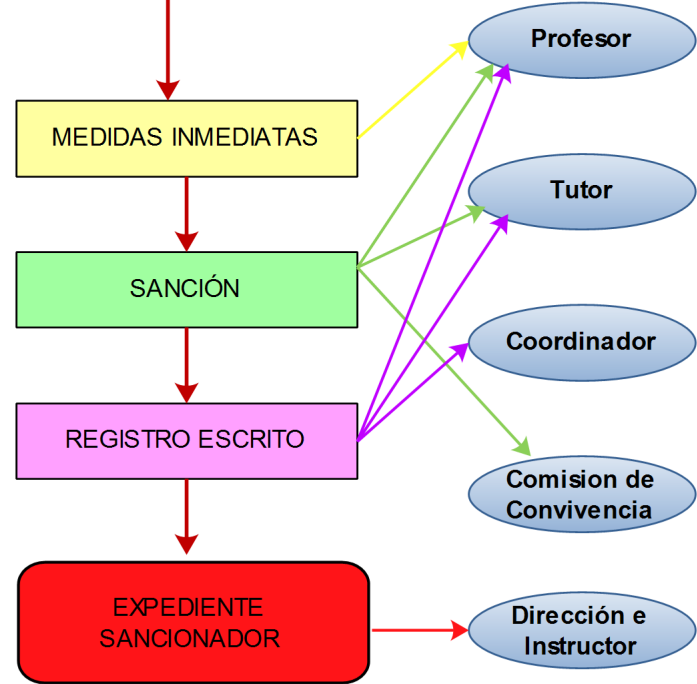 Profesor
MEDIDAS INMEDIATAS
Tutor
SANCIÓN
Coordinador
REGISTRO ESCRITO
Comision de
Convivencia
EXPEDIENTE
SANCIONADOR
Dirección e
Instructor